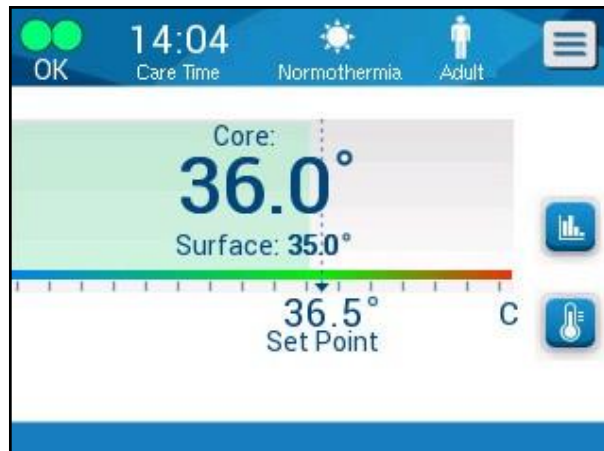 OK
14:04
Care Time
Normothermia
Adult
Core:
36.0°
Surface: 35.0°
36.5°
C
Set Point